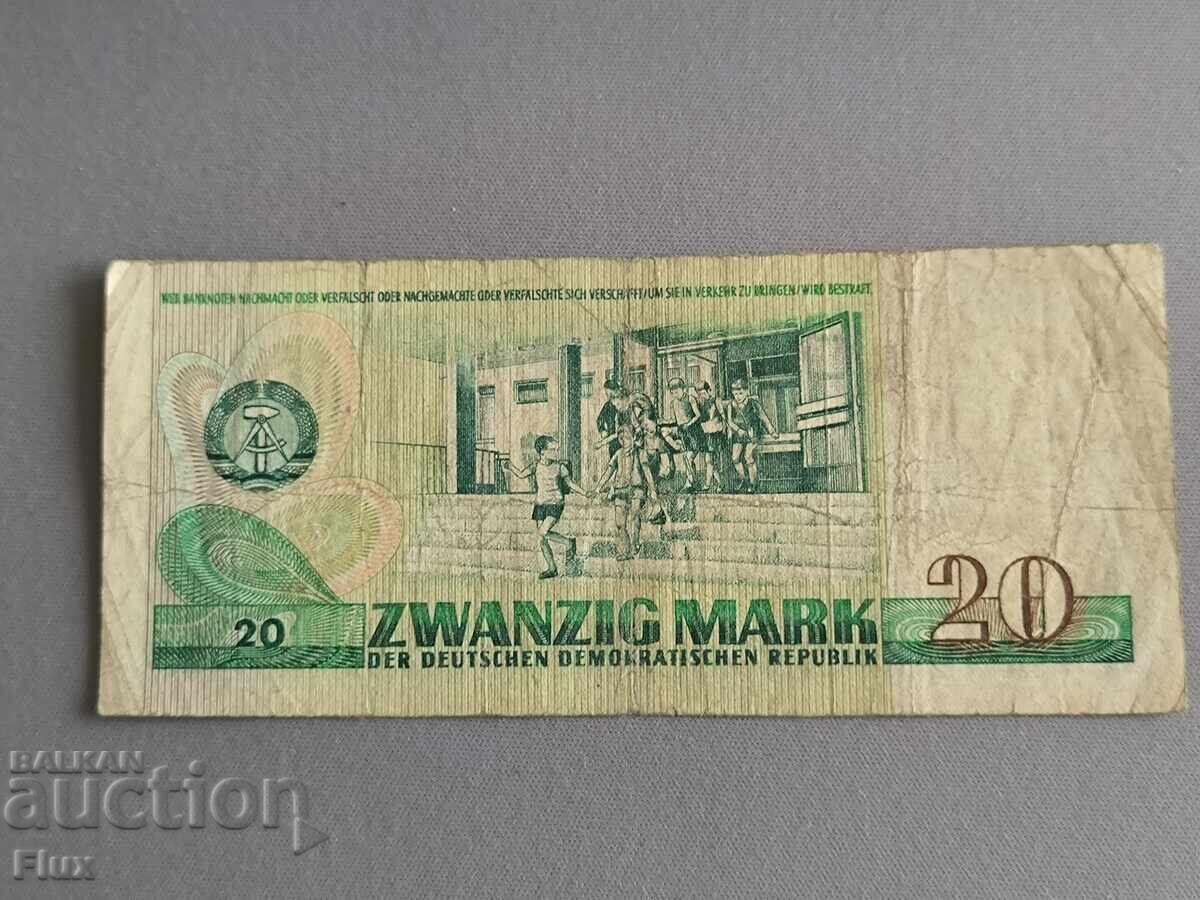 WER BANKNOTEN NACHMACHT ODER VERFÄLSCHT ODER NACHGEMACHTE ODER VERFÄLSCHTE SICH VERSCHAFFT/UM SIE IN VERKEHR ZU BRINGEN/WIRD BESTRAFT.
20
20
ZWANZIG MARK
DER DEUTSCHEN DEMOKRATISCHEN REPUBLIK
BALKAN
auction
Flux